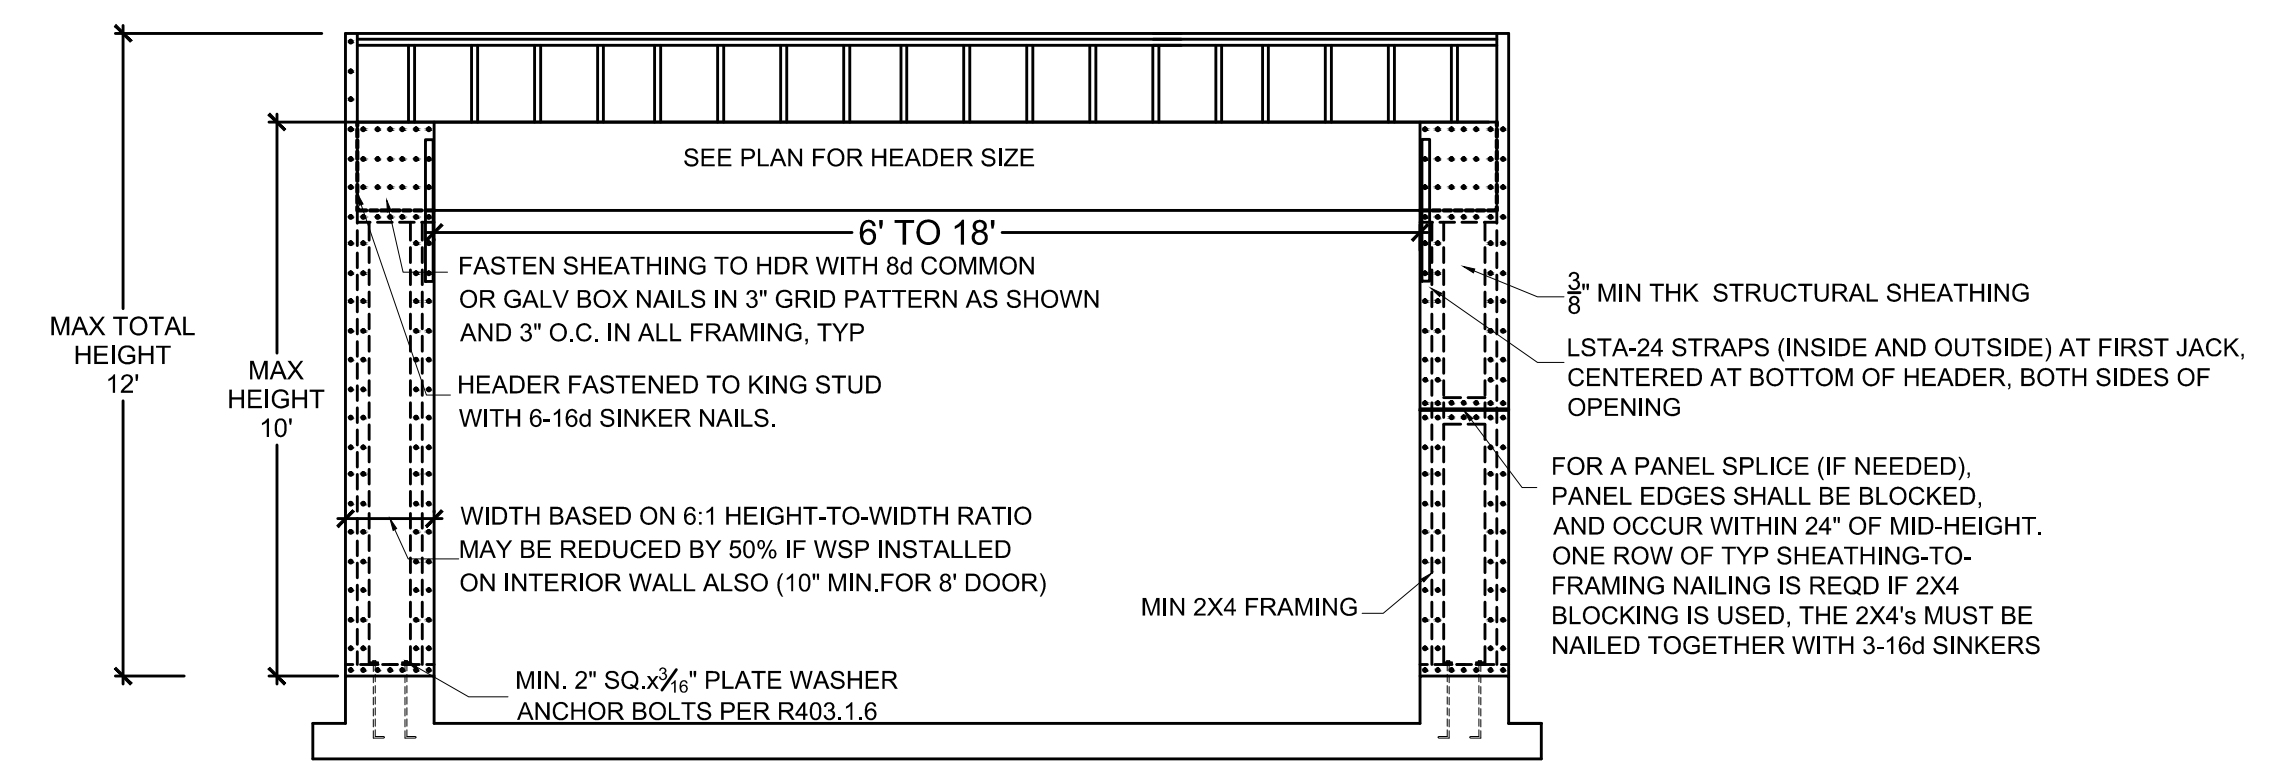 SEE PLAN FOR HEADER SIZE
6' TO 18'
MAX TOTAL
HEIGHT
12'
MAX
HEIGHT
10'
FASTEN SHEATHING TO HDR WITH 8d COMMON
OR GALV BOX NAILS IN 3" GRID PATTERN AS SHOWN
AND 3" O.C. IN ALL FRAMING, TYP
HEADER FASTENED TO KING STUD
WITH 6-16d SINKER NAILS.
WIDTH BASED ON 6:1 HEIGHT-TO-WIDTH RATIO
MAY BE REDUCED BY 50% IF WSP INSTALLED
ON INTERIOR WALL ALSO (10" MIN.FOR 8' DOOR)
MIN. 2" SQ.x3/16" PLATE WASHER
ANCHOR BOLTS PER R403.1.6
MIN 2X4 FRAMING
3/8" MIN THK STRUCTURAL SHEATHING
LSTA-24 STRAPS (INSIDE AND OUTSIDE) AT FIRST JACK,
CENTERED AT BOTTOM OF HEADER, BOTH SIDES OF
OPENING
FOR A PANEL SPLICE (IF NEEDED),
PANEL EDGES SHALL BE BLOCKED,
AND OCCUR WITHIN 24" OF MID-HEIGHT.
ONE ROW OF TYP SHEATHING-TO-
FRAMING NAILING IS REQD IF 2X4
BLOCKING IS USED, THE 2X4's MUST BE
NAILED TOGETHER WITH 3-16d SINKERS